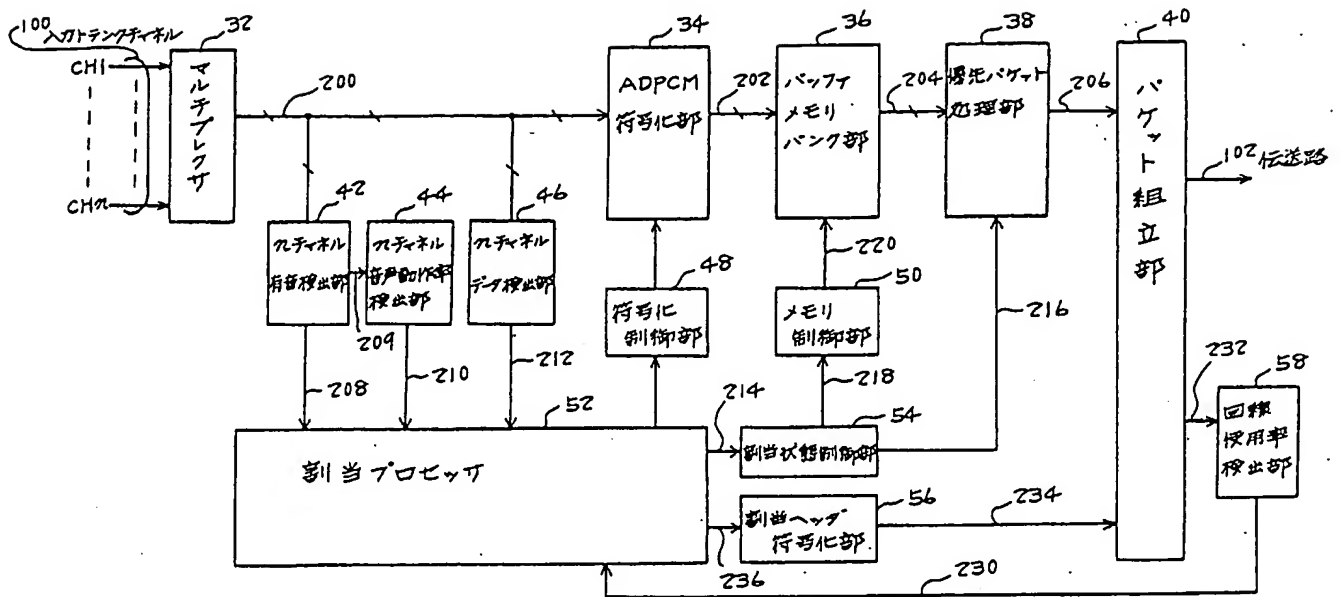 100
入力トランクチャネル
32
34
36
38
40
CH1
CHn
マルチプレクサ
200
ADPCM
符号化部
202
バッファ
メモリ
バンク部
204
優先パケット
処理部
206
パケット組立部
102
伝送路
42
44
46
nチャネル
有音検出部
nチャネル
音声動作率
検出部
nチャネル
データ検出部
209
48
符号化
制御部
220
50
メモリ
制御部
216
208
210
212
52
214
218
54
232
58
割当プロセッサ
割当状態制御部
回線
使用率
検出部
56
234
割当ヘッダ
符号化部
236
230